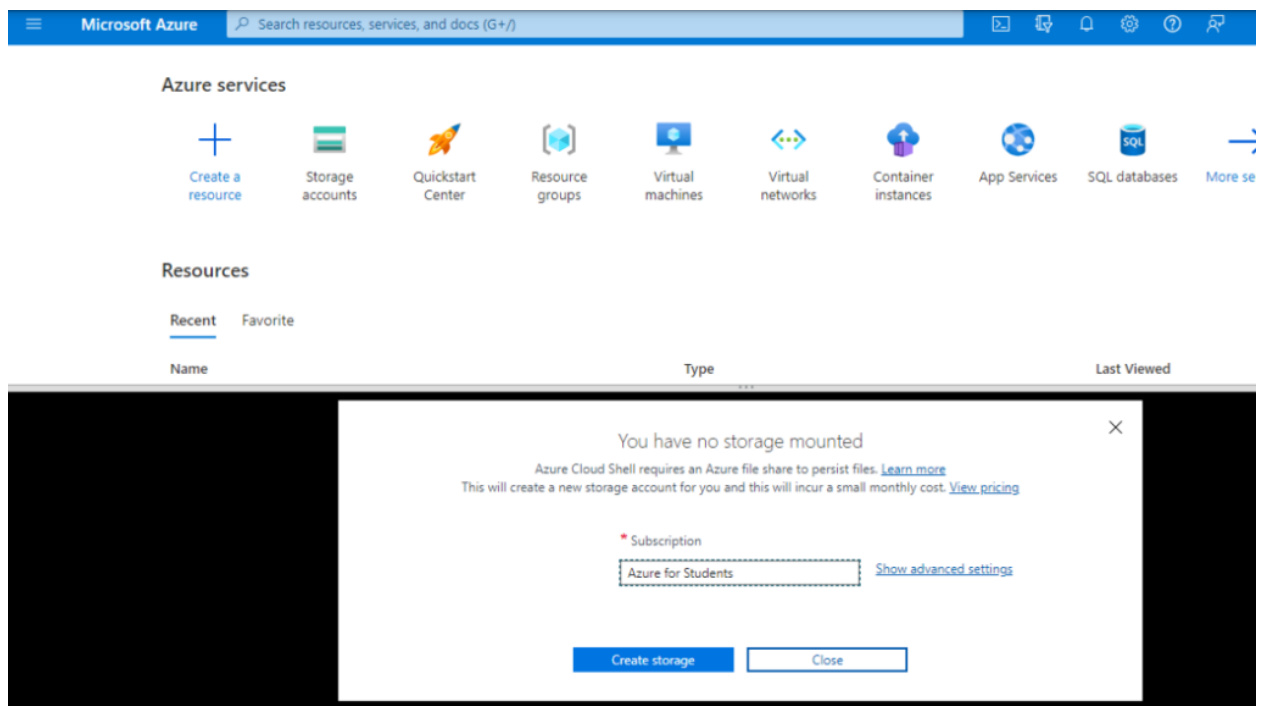 Microsoft Azure
Search resources, services, and docs (G+/)
Azure services
Create a
resource
Storage
accounts
Quickstart
Center
Resource
groups
Virtual
machines
Virtual
networks
Container
instances
App Services
SQL
SQL databases
More se
Resources
Recent Favorite
Name Type Last Viewed
You have no storage mounted
Azure Cloud Shell requires an Azure file share to persist files. Learn more
This will create a new storage account for you and this will incur a small monthly cost. View pricing
* Subscription
Azure for Students
Show advanced settings
Create storage Close